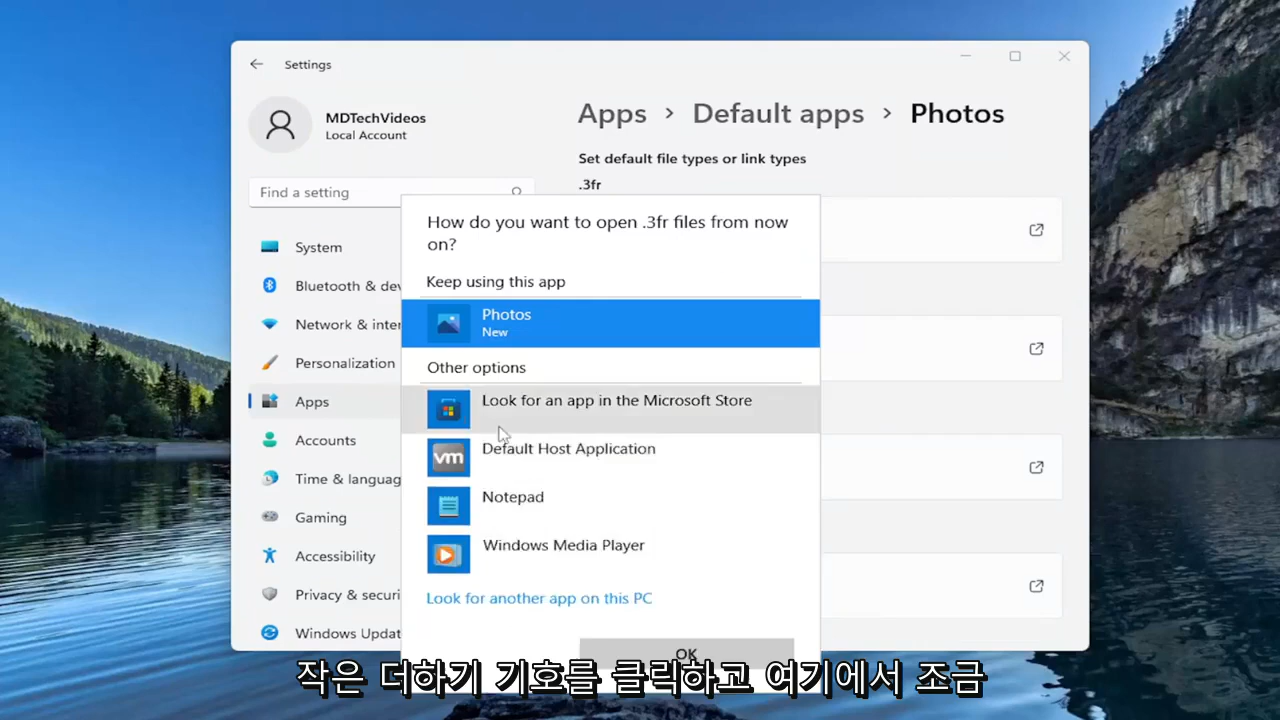 Settings
MDTechVideos
Local Account
Find a setting
System
Bluetooth & dev
Network & inter
Personalization
Apps
Accounts
Time & languag
Gaming
Accessibility
Privacy & securi
Windows Updat
Apps > Default apps > Photos
Set default file types or link types
.3fr
How do you want to open .3fr files from now
on?
Keep using this app
Photos
New
Other options
Look for an app in the Microsoft Store
vm
Default Host Application
Notepad
Windows Media Player
Look for another app on this PC
OK
작은 더하기 기호를 클릭하고 여기에서 조금